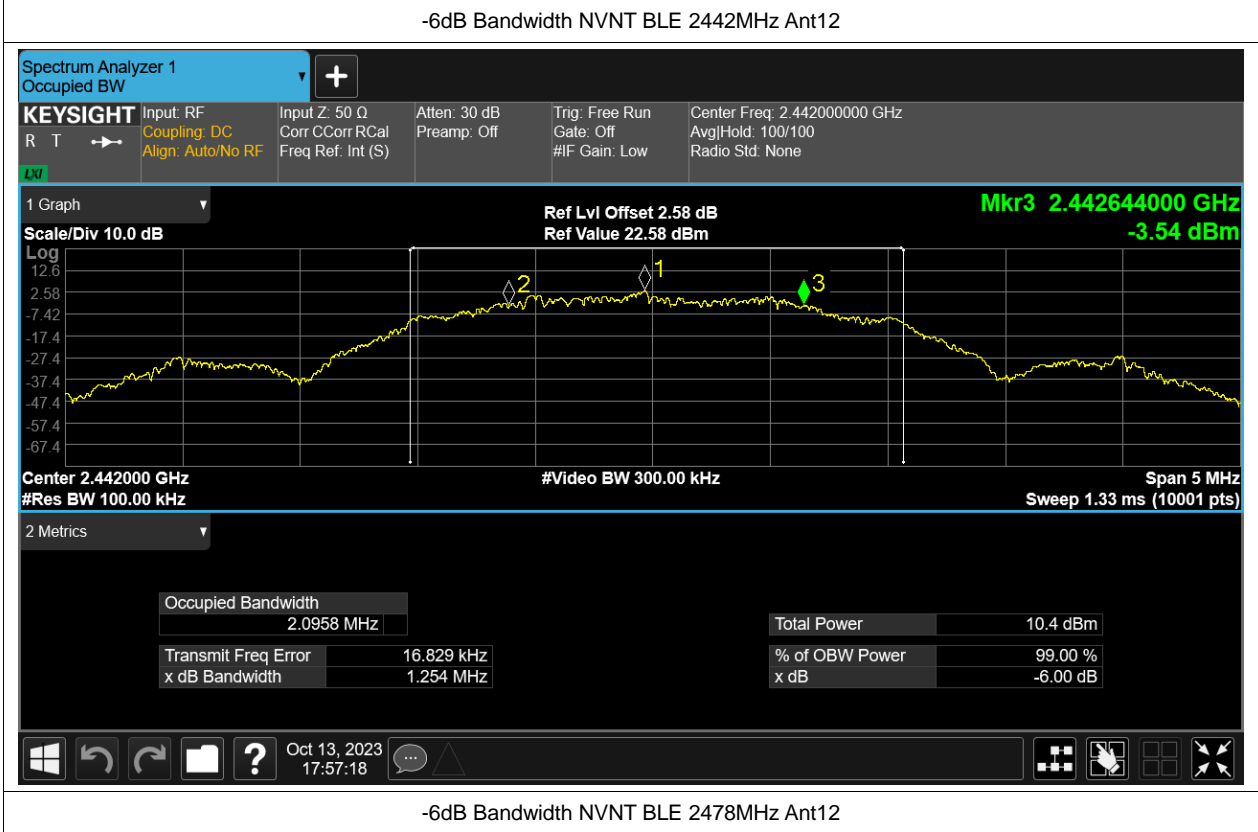 -6dB Bandwidth NVNT BLE 2442MHz Ant12
Spectrum Analyzer 1
Occupied BW
KEYSIGHT
R T
LXI
Input: RF
Coupling: DC
Align: Auto/No RF
Input Z: 50 Ω
Corr CCorr RCal
Freq Ref: Int (S)
Atten: 30 dB
Preamp: Off
Trig: Free Run
Gate: Off
#IF Gain: Low
Center Freq: 2.442000000 GHz
Avg|Hold: 100/100
Radio Std: None
1 Graph
Scale/Div 10.0 dB
Ref Lvl Offset 2.58 dB
Ref Value 22.58 dBm
Mkr3 2.442644000 GHz
-3.54 dBm
Log
12.6
2.58
-7.42
-17.4
-27.4
-37.4
-47.4
-57.4
-67.4
2
1
3
Center 2.442000 GHz
#Res BW 100.00 kHz
#Video BW 300.00 kHz
Span 5 MHz
Sweep 1.33 ms (10001 pts)
2 Metrics
Occupied Bandwidth
2.0958 MHz
Transmit Freq Error 16.829 kHz
x dB Bandwidth 1.254 MHz
Total Power 10.4 dBm
% of OBW Power 99.00 %
x dB -6.00 dB
Oct 13, 2023
17:57:18
-6dB Bandwidth NVNT BLE 2478MHz Ant12